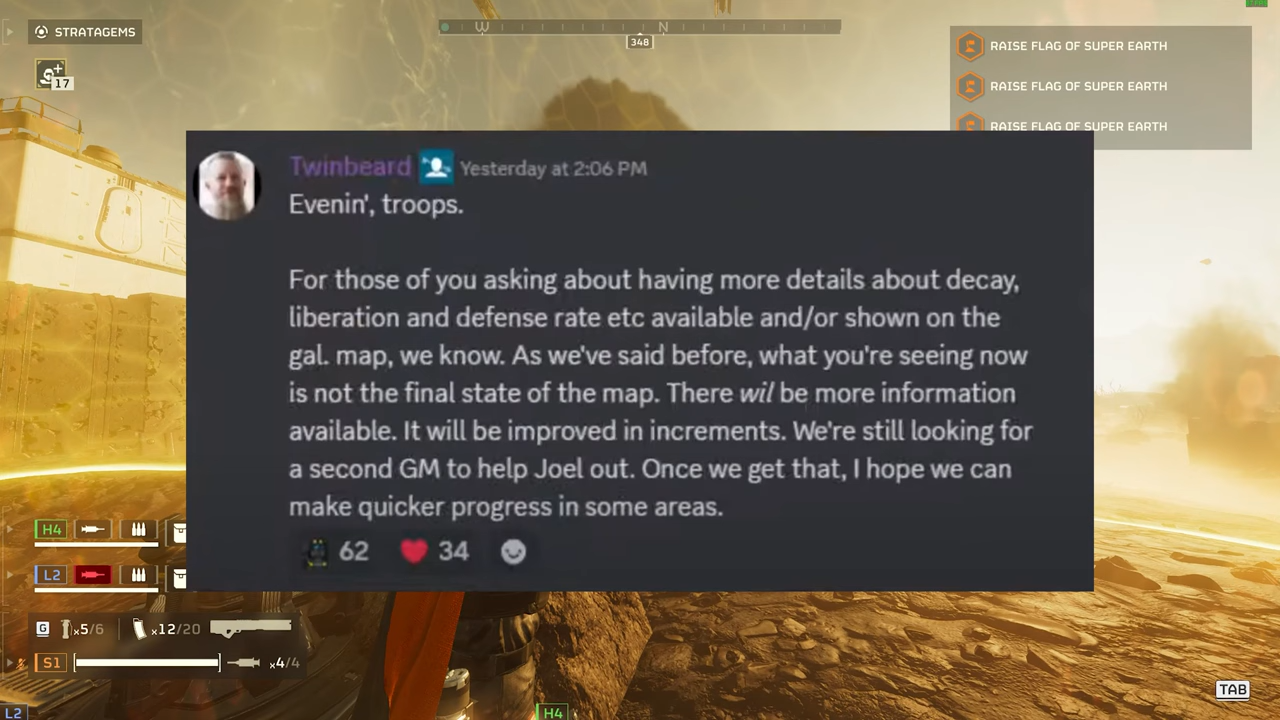 STRATAGEMS
17
W
N
348
RAISE FLAG OF SUPER EARTH
RAISE FLAG OF SUPER EARTH
RAISE FLAG OF SUPER EARTH
Twinbeard Yesterday at 2:06 PM
Evenin', troops.
For those of you asking about having more details about decay,
liberation and defense rate etc available and/or shown on the
gal. map, we know. As we've said before, what you're seeing now
is not the final state of the map. There wil be more information
available. It will be improved in increments. We're still looking for
a second GM to help Joel out. Once we get that, I hope we can
make quicker progress in some areas.
62 34
H4
L2
G x5/6 x12/20
S1 x4/4
L2
H4
TAB